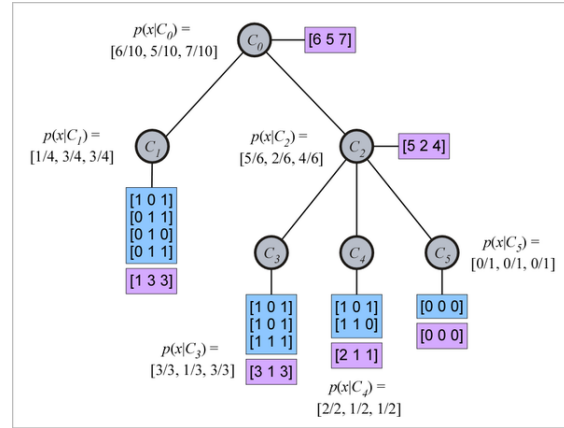 p(x|C₀) =
[6/10, 5/10, 7/10]
C₀
[6 5 7]
p(x|C₁) =
[1/4, 3/4, 3/4]
C₁
p(x|C₂) =
[5/6, 2/6, 4/6]
C₂
[5 2 4]
[1 0 1]
[0 1 1]
[0 1 0]
[0 1 1]
[1 3 3]
C₃
C₄
C₅
p(x|C₅) =
[0/1, 0/1, 0/1]
[1 0 1]
[1 0 1]
[1 1 1]
[3 1 3]
[1 0 1]
[1 1 0]
[2 1 1]
[0 0 0]
[0 0 0]
p(x|C₃) =
[3/3, 1/3, 3/3]
p(x|C₄) =
[2/2, 1/2, 1/2]